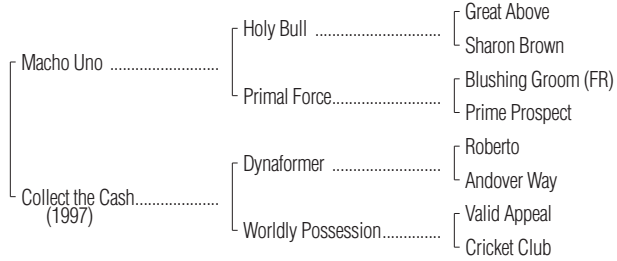 Great Above
Holy Bull ........................
Sharon Brown
Macho Uno ........................
Blushing Groom (FR)
Primal Force........................
Prime Prospect
Roberto
Dynaformer ........................
Andover Way
Collect the Cash...................
(1997)
Valid Appeal
Worldly Possession.............
Cricket Club